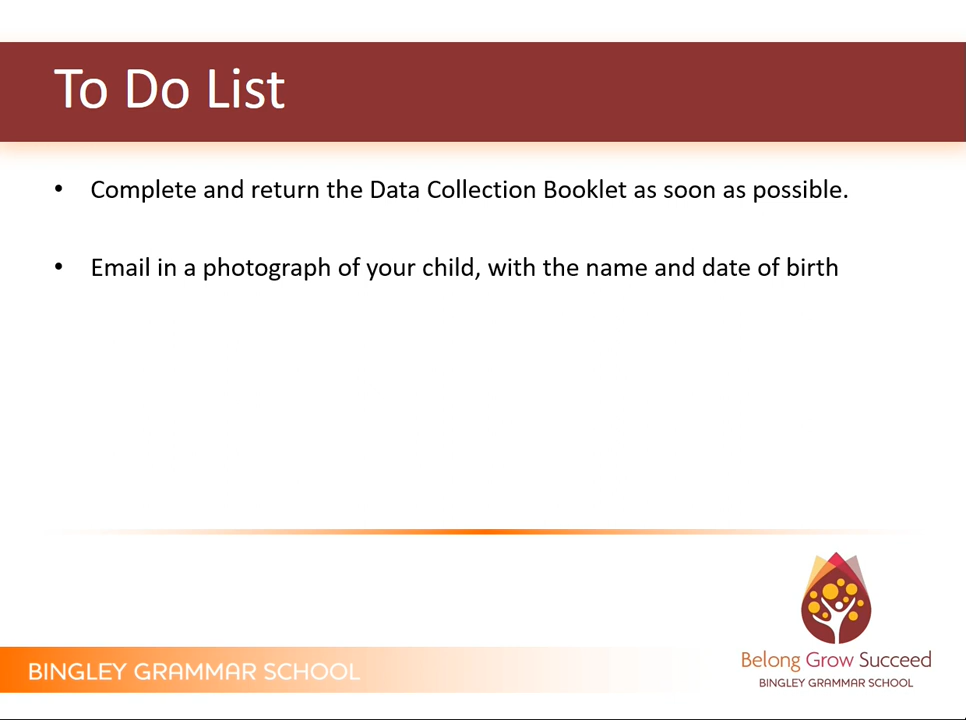 To Do List
• Complete and return the Data Collection Booklet as soon as possible.
• Email in a photograph of your child, with the name and date of birth
BINGLEY GRAMMAR SCHOOL
Belong Grow Succeed
BINGLEY GRAMMAR SCHOOL